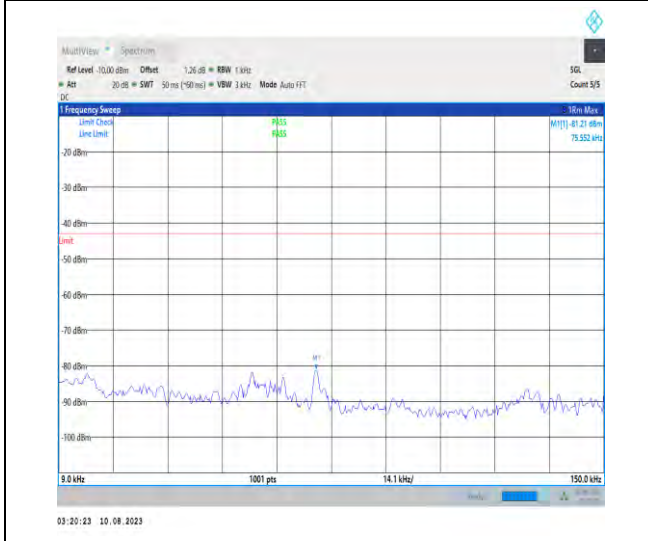 MultiView Spectrum
Ref Level -10.00 dBm Offset 1.26 dB RBW 1 kHz SGL
Att 20 dB SWT 50 ms (~60 ms) VBW 3 kHz Mode Auto FFT Count 5/5
DC
1 Frequency Sweep 1Rm Max
Limit Check PASS M1[1] -81.21 dBm
Line Limit PASS 75.552 kHz
-20 dBm
-30 dBm
-40 dBm
Limit
-50 dBm
-60 dBm
-70 dBm
M1
-80 dBm
-90 dBm
-100 dBm
9.0 kHz 1001 pts 14.1 kHz/ 150.0 kHz
03:20:23 10.08.2023